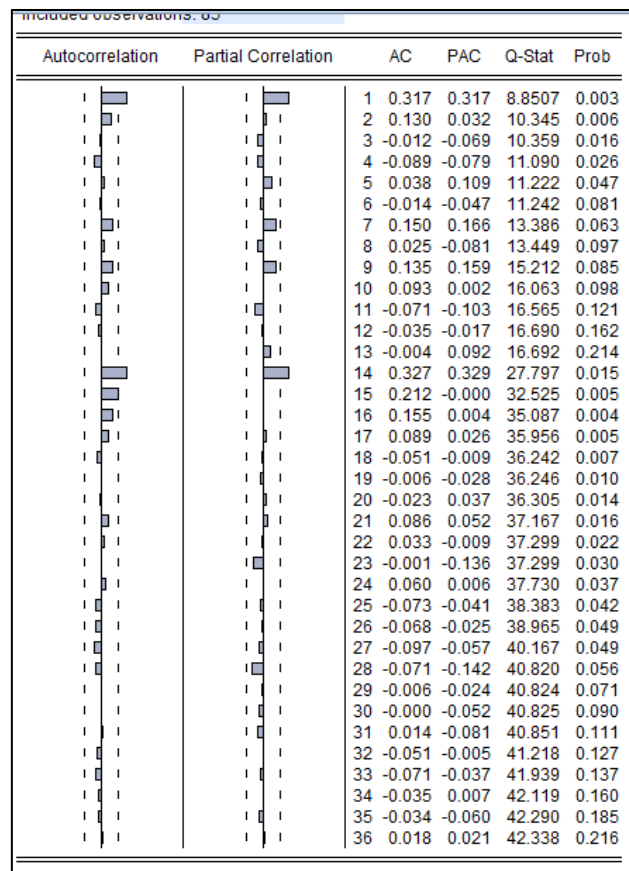 Included observations: 85
Autocorrelation Partial Correlation AC PAC Q-Stat Prob
1 0.317 0.317 8.8507 0.003
2 0.130 0.032 10.345 0.006
3 -0.012 -0.069 10.359 0.016
4 -0.089 -0.079 11.090 0.026
5 0.038 0.109 11.222 0.047
6 -0.014 -0.047 11.242 0.081
7 0.150 0.166 13.386 0.063
8 0.025 -0.081 13.449 0.097
9 0.135 0.159 15.212 0.085
10 0.093 0.002 16.063 0.098
11 -0.071 -0.103 16.565 0.121
12 -0.035 -0.017 16.690 0.162
13 -0.004 0.092 16.692 0.214
14 0.327 0.329 27.797 0.015
15 0.212 -0.000 32.525 0.005
16 0.155 0.004 35.087 0.004
17 0.089 0.026 35.956 0.005
18 -0.051 -0.009 36.242 0.007
19 -0.006 -0.028 36.246 0.010
20 -0.023 0.037 36.305 0.014
21 0.086 0.052 37.167 0.016
22 0.033 -0.009 37.299 0.022
23 -0.001 -0.136 37.299 0.030
24 0.060 0.006 37.730 0.037
25 -0.073 -0.041 38.383 0.042
26 -0.068 -0.025 38.965 0.049
27 -0.097 -0.057 40.167 0.049
28 -0.071 -0.142 40.820 0.056
29 -0.006 -0.024 40.824 0.071
30 -0.000 -0.052 40.825 0.090
31 0.014 -0.081 40.851 0.111
32 -0.051 -0.005 41.218 0.127
33 -0.071 -0.037 41.939 0.137
34 -0.035 0.007 42.119 0.160
35 -0.034 -0.060 42.290 0.185
36 0.018 0.021 42.338 0.216